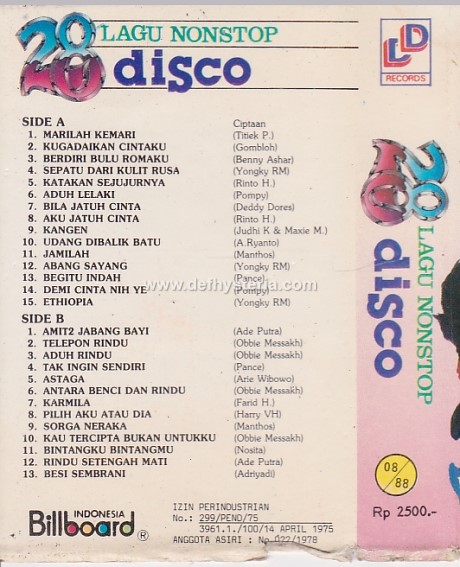 28 LAGU NONSTOP
disco
LD
RECORDS
SIDE A Ciptaan
1. MARILAH KEMARI (Titiek P.)
2. KUGADAIKAN CINTAKU (Gombloh)
3. BERDIRI BULU ROMAKU (Benny Ashar)
4. SEPATU DARI KULIT RUSA (Yongky RM)
5. KATAKAN SEJUJURNYA (Rinto H.)
6. ADUH LELAKI (Pompy)
7. BILA JATUH CINTA (Deddy Dores)
8. AKU JATUH CINTA (Rinto H.)
9. KANGEN (Judhi K & Maxie M.)
10. UDANG DIBALIK BATU (A.Ryanto)
11. JAMILAH (Manthos)
12. ABANG SAYANG (Yongky RM)
13. BEGITU INDAH (Pance)
14. DEMI CINTA NIH YE (Pompy)
15. ETHIOPIA (Yongky RM)
www.defhysteria.com
SIDE B
1. AMIT2 JABANG BAYI (Ade Putra)
2. TELEPON RINDU (Obbie Messakh)
3. ADUH RINDU (Obbie Messakh)
4. TAK INGIN SENDIRI (Pance)
5. ASTAGA (Arie Wibowo)
6. ANTARA BENCI DAN RINDU (Obbie Messakh)
7. KARMILA (Farid H.)
8. PILIH AKU ATAU DIA (Harry VH)
9. SORGA NERAKA (Manthos)
10. KAU TERCIPTA BUKAN UNTUKKU (Obbie Messakh)
11. BINTANGKU BINTANGMU (Nosita)
12. RINDU SETENGAH MATI (Ade Putra)
13. BESI SEMBRANI (Adriyadi)
INDONESIA
Billboard ®
IZIN PERINDUSTRIAN
No.: 299/PEND/75
3961.1./100/14 APRIL 1975
ANGGOTA ASIRI : No.022/1978
28 LAGU NONSTOP
disco
08/88
Rp 2500.-